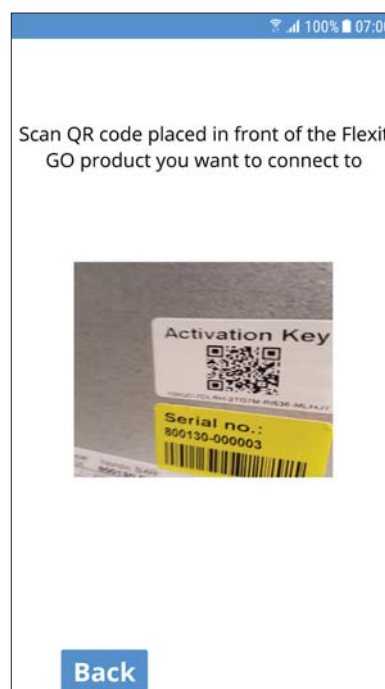 100% 07:00
Scan QR code placed in front of the Flexit
GO product you want to connect to
Activation Key
Serial no.:
800130-000003
Back